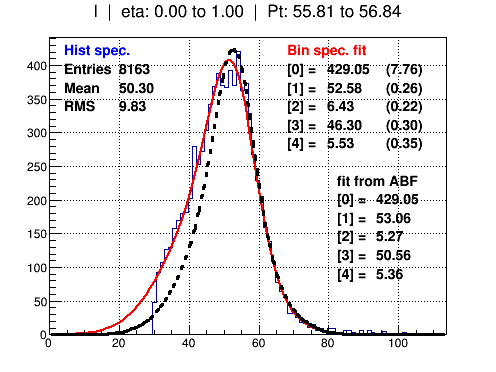 I | eta: 0.00 to 1.00 | Pt: 55.81 to 56.84
Hist spec.
Entries 8163
Mean 50.30
RMS 9.83
Bin spec. fit
[0] = 429.05 (7.76)
[1] = 52.58 (0.26)
[2] = 6.43 (0.22)
[3] = 46.30 (0.30)
[4] = 5.53 (0.35)
fit from ABF
[0] = 429.05
[1] = 53.06
[2] = 5.27
[3] = 50.56
[4] = 5.36
400
350
300
250
200
150
100
50
0
0 20 40 60 80 100